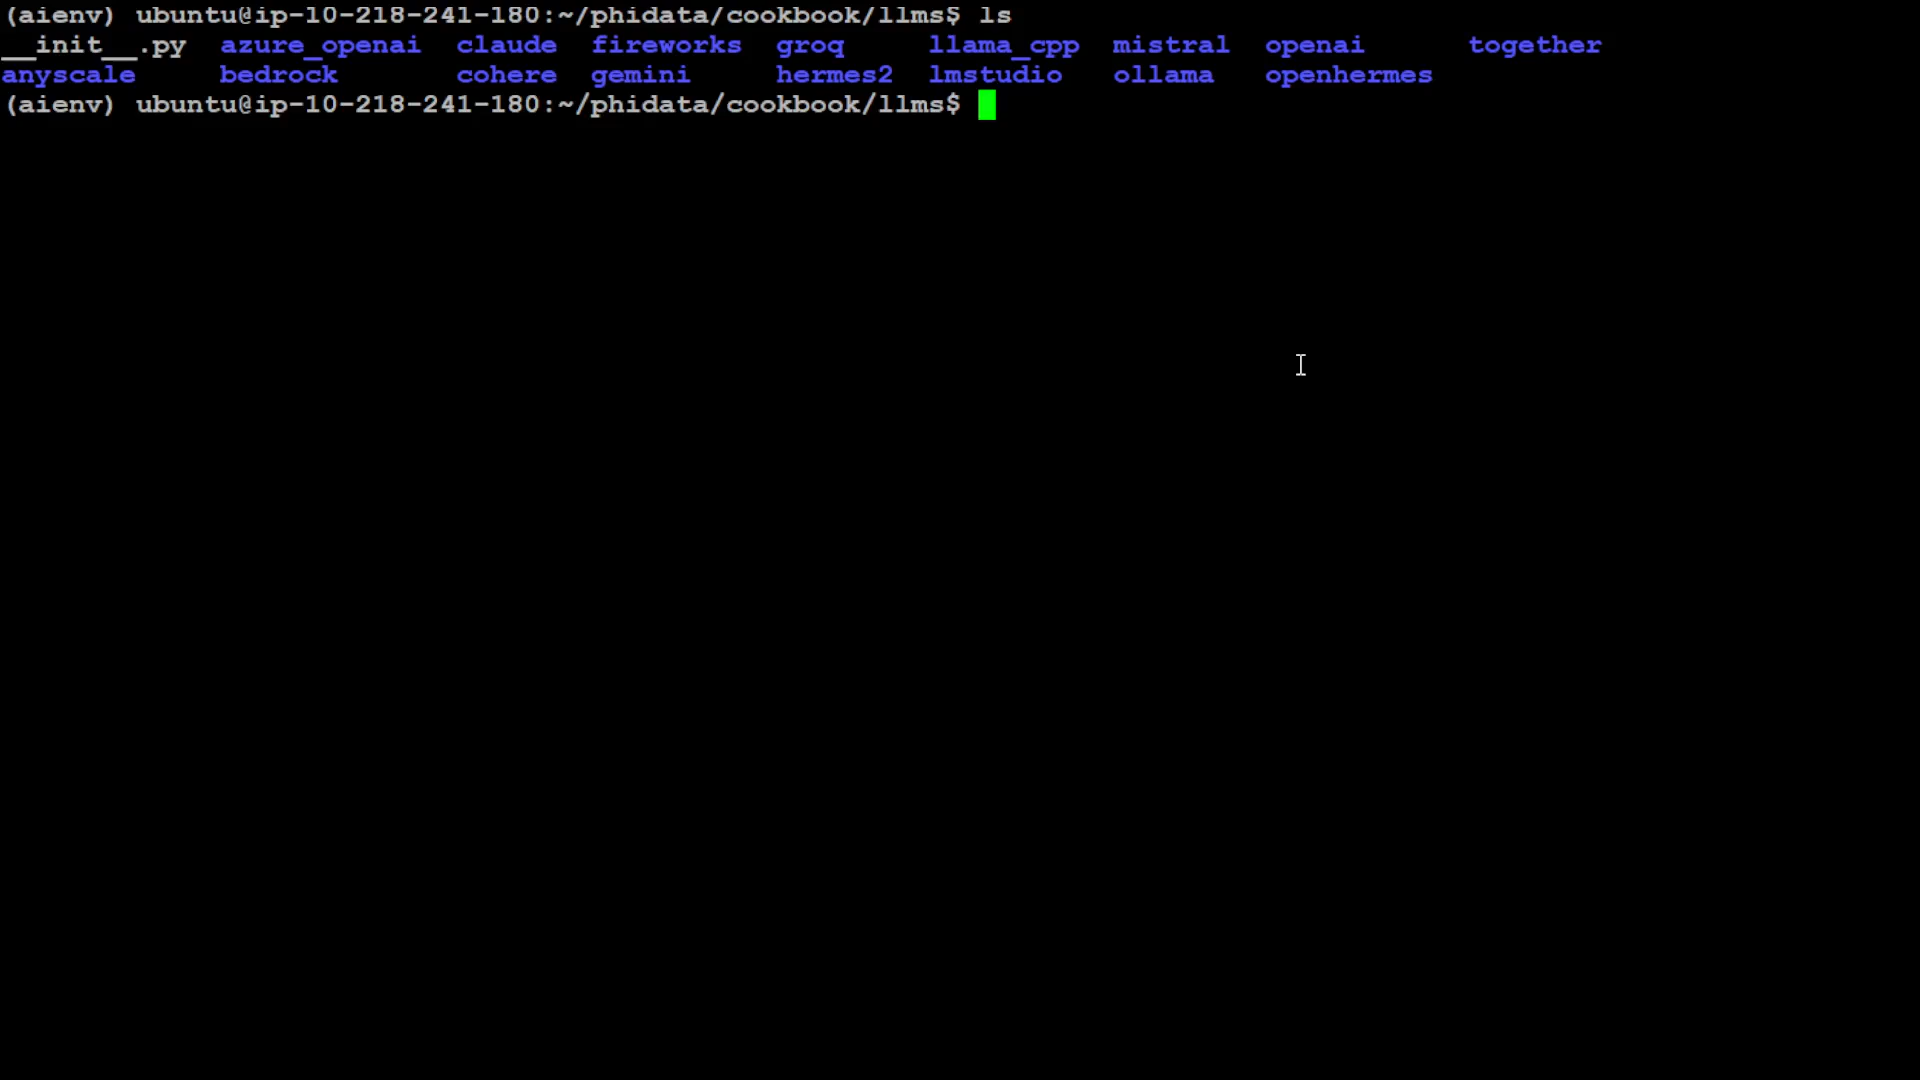 (aienv) ubuntu@ip-10-218-241-180:~/phidata/cookbook/llms$ ls
__init__.py  azure_openai  claude  fireworks  groq     llama_cpp  mistral  openai      together
anyscale     bedrock       cohere  gemini     hermes2  lmstudio   ollama   openhermes
(aienv) ubuntu@ip-10-218-241-180:~/phidata/cookbook/llms$